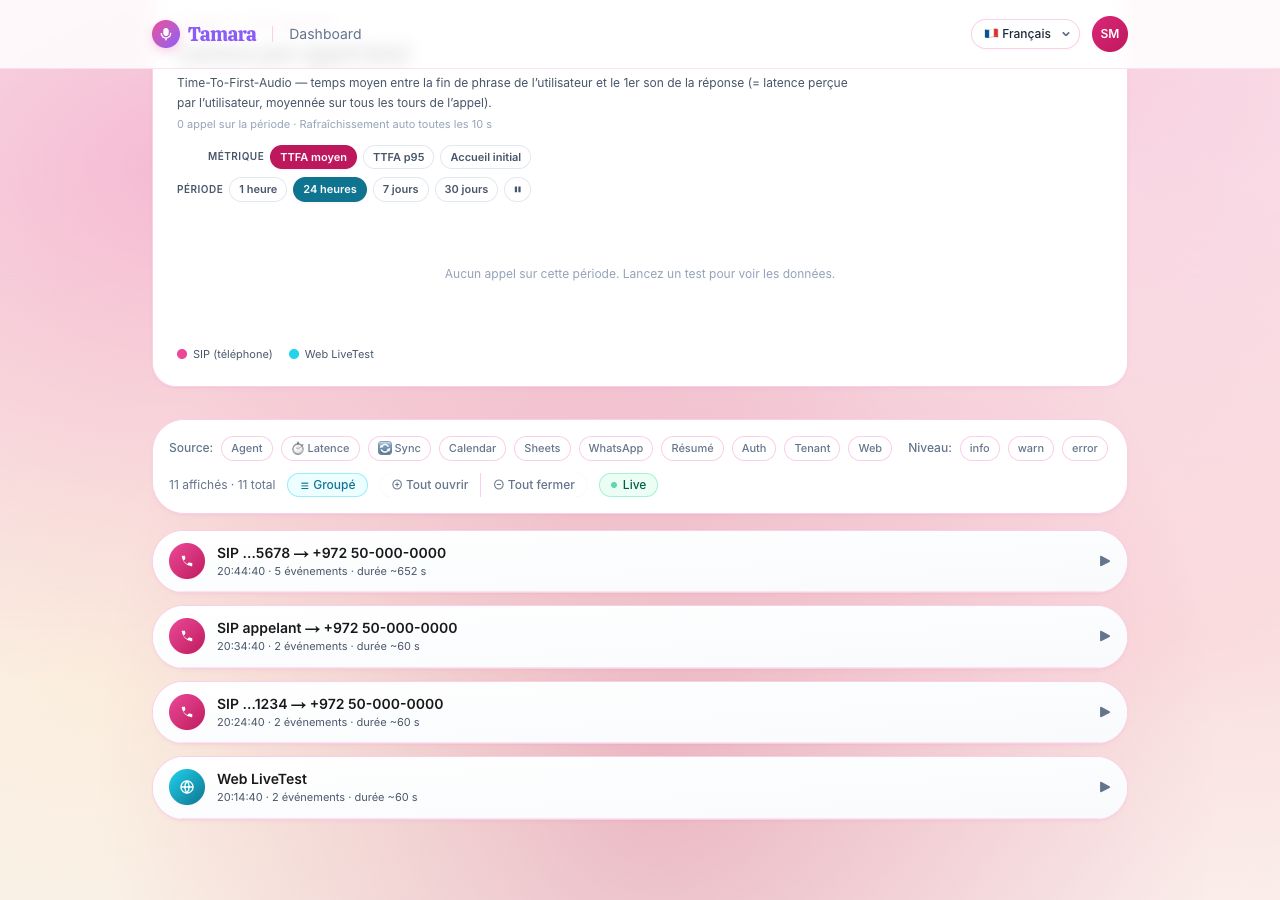 Tamara
Dashboard
Français
SM
Time-To-First-Audio — temps moyen entre la fin de phrase de l’utilisateur et le 1er son de la réponse (= latence perçue
par l’utilisateur, moyennée sur tous les tours de l’appel).
0 appel sur la période · Rafraîchissement auto toutes les 10 s
MÉTRIQUE TTFA moyen TTFA p95 Accueil initial
PÉRIODE 1 heure 24 heures 7 jours 30 jours
Aucun appel sur cette période. Lancez un test pour voir les données.
SIP (téléphone) Web LiveTest
Source: Agent Latence Sync Calendar Sheets WhatsApp Résumé Auth Tenant Web Niveau: info warn error
11 affichés · 11 total Groupé Tout ouvrir Tout fermer Live
SIP …5678 → +972 50-000-0000
20:44:40 · 5 événements · durée ~652 s
SIP appelant → +972 50-000-0000
20:34:40 · 2 événements · durée ~60 s
SIP …1234 → +972 50-000-0000
20:24:40 · 2 événements · durée ~60 s
Web LiveTest
20:14:40 · 2 événements · durée ~60 s